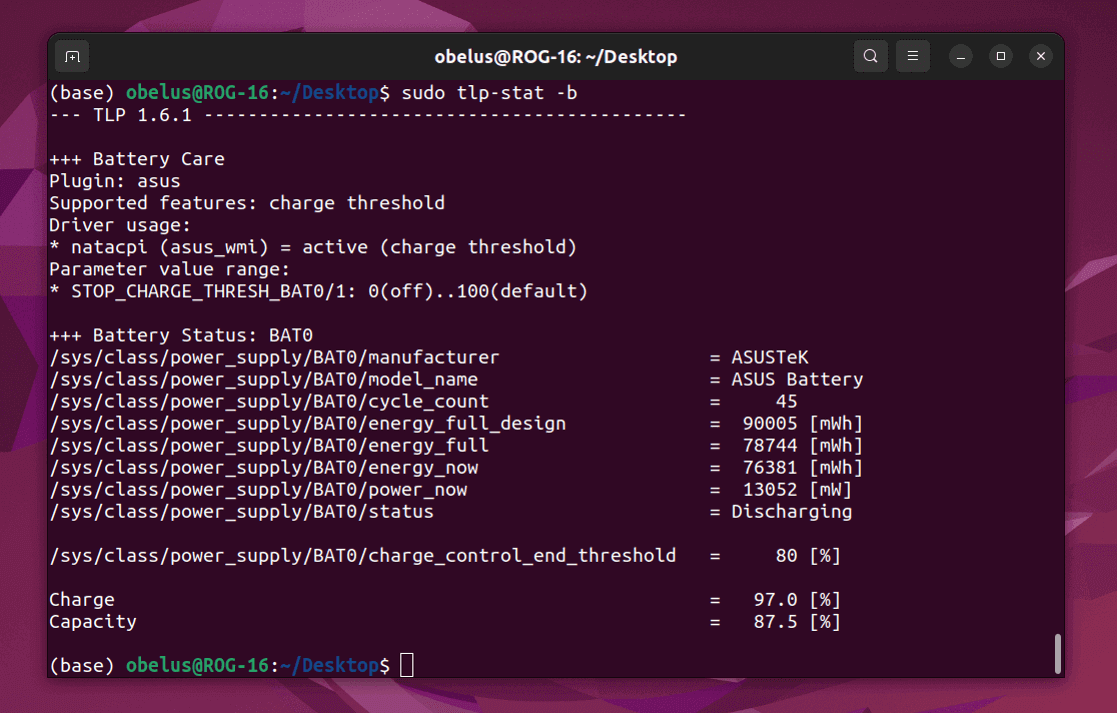 obelus@ROG-16: ~/Desktop
(base) obelus@ROG-16:~/Desktop$ sudo tlp-stat -b
--- TLP 1.6.1 --------------------------------------------

+++ Battery Care
Plugin: asus
Supported features: charge threshold
Driver usage:
* natacpi (asus_wmi) = active (charge threshold)
Parameter value range:
* STOP_CHARGE_THRESH_BAT0/1: 0(off)..100(default)

+++ Battery Status: BAT0
/sys/class/power_supply/BAT0/manufacturer                   = ASUSTeK
/sys/class/power_supply/BAT0/model_name                     = ASUS Battery
/sys/class/power_supply/BAT0/cycle_count                    =     45
/sys/class/power_supply/BAT0/energy_full_design             =  90005 [mWh]
/sys/class/power_supply/BAT0/energy_full                    =  78744 [mWh]
/sys/class/power_supply/BAT0/energy_now                     =  76381 [mWh]
/sys/class/power_supply/BAT0/power_now                      =  13052 [mW]
/sys/class/power_supply/BAT0/status                         = Discharging

/sys/class/power_supply/BAT0/charge_control_end_threshold   =     80 [%]

Charge                                                      =   97.0 [%]
Capacity                                                    =   87.5 [%]

(base) obelus@ROG-16:~/Desktop$